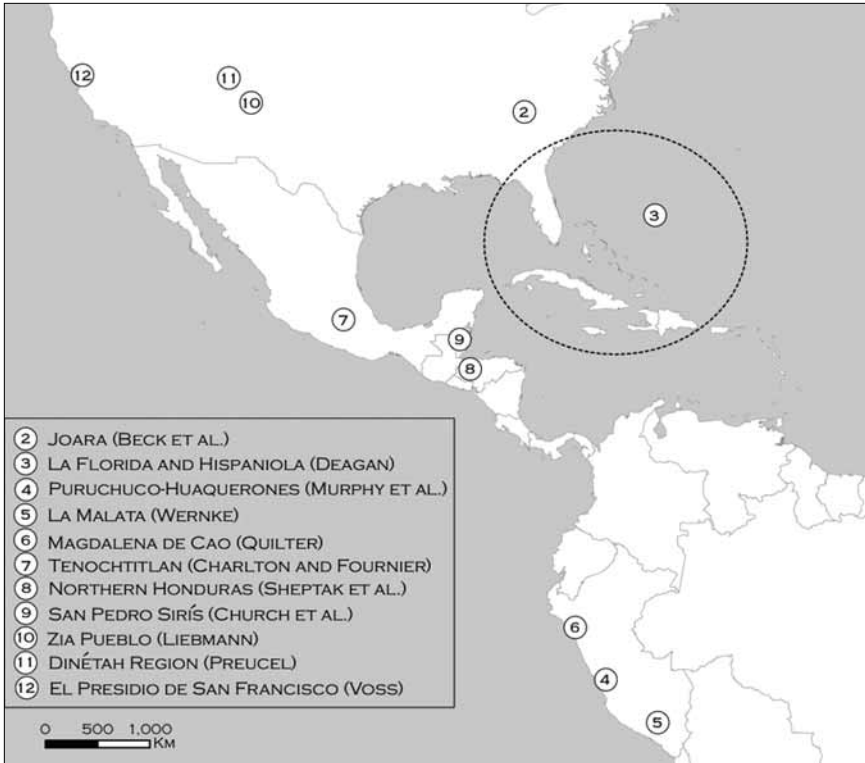 12
11
10
2
3
7
9
8
② JOARA (BECK ET AL.)
③ LA FLORIDA AND HISPANIOLA (DEAGAN)
④ PURUCHUCO-HUAQUERONES (MURPHY ET AL.)
⑤ LA MALATA (WERNKE)
⑥ MAGDALENA DE CAO (QUILTER)
⑦ TENOCHTITLAN (CHARLTON AND FOURNIER)
⑧ NORTHERN HONDURAS (SHEPTAK ET AL.)
⑨ SAN PEDRO SIRÍS (CHURCH ET AL.)
⑩ ZIA PUEBLO (LIEBMANN)
⑪ DINÉTAH REGION (PREUCEL)
⑫ EL PRESIDIO DE SAN FRANCISCO (VOSS)
6
4
5
0 500 1,000
KM